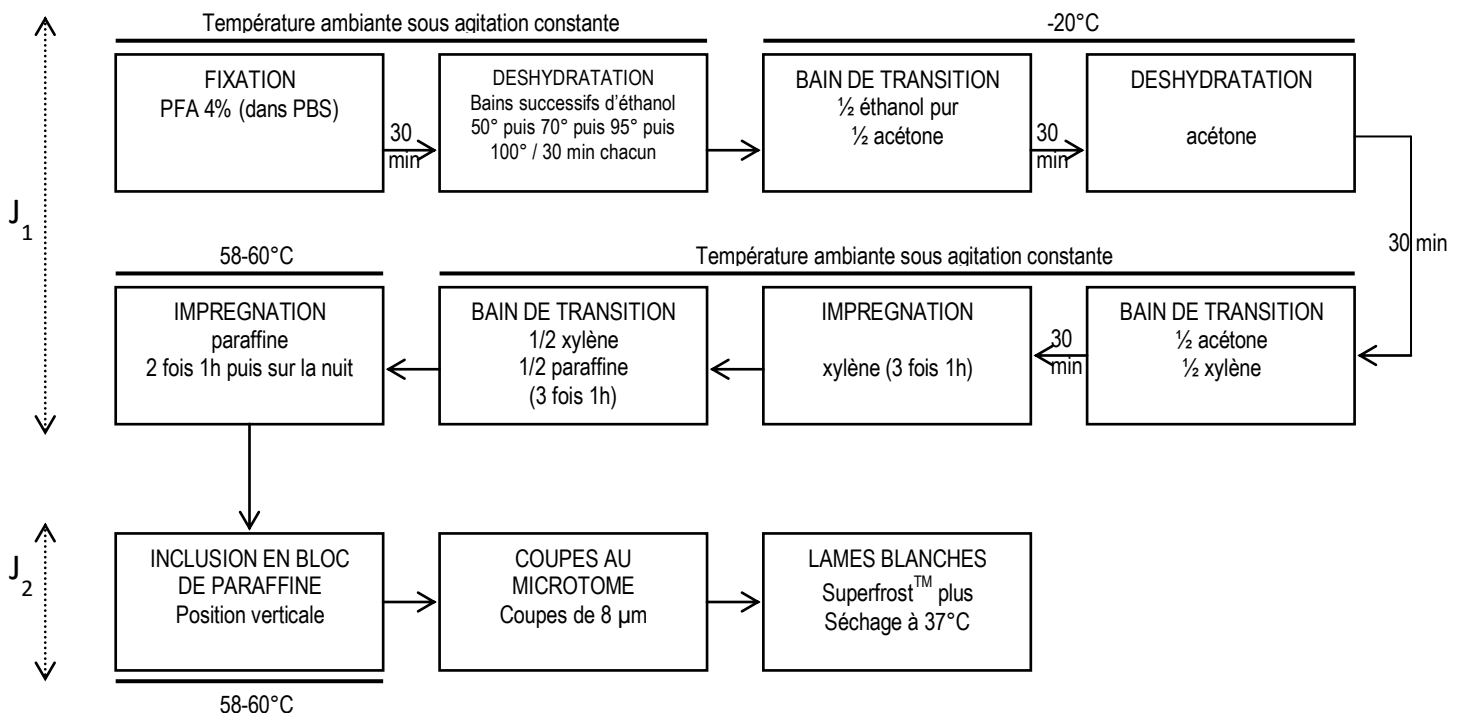 Température ambiante sous agitation constante
-20°C
J1
FIXATION
PFA 4% (dans PBS)
30
min
DESHYDRATATION
Bains successifs d’éthanol
50° puis 70° puis 95° puis
100° / 30 min chacun
BAIN DE TRANSITION
½ éthanol pur
½ acétone
30
min
DESHYDRATATION
acétone
30 min
58-60°C
Température ambiante sous agitation constante
IMPREGNATION
paraffine
2 fois 1h puis sur la nuit
BAIN DE TRANSITION
1/2 xylène
1/2 paraffine
(3 fois 1h)
IMPREGNATION
xylène (3 fois 1h)
30
min
BAIN DE TRANSITION
½ acétone
½ xylène
J2
INCLUSION EN BLOC
DE PARAFFINE
Position verticale
COUPES AU
MICROTOME
Coupes de 8 µm
LAMES BLANCHES
Superfrost™ plus
Séchage à 37°C
58-60°C